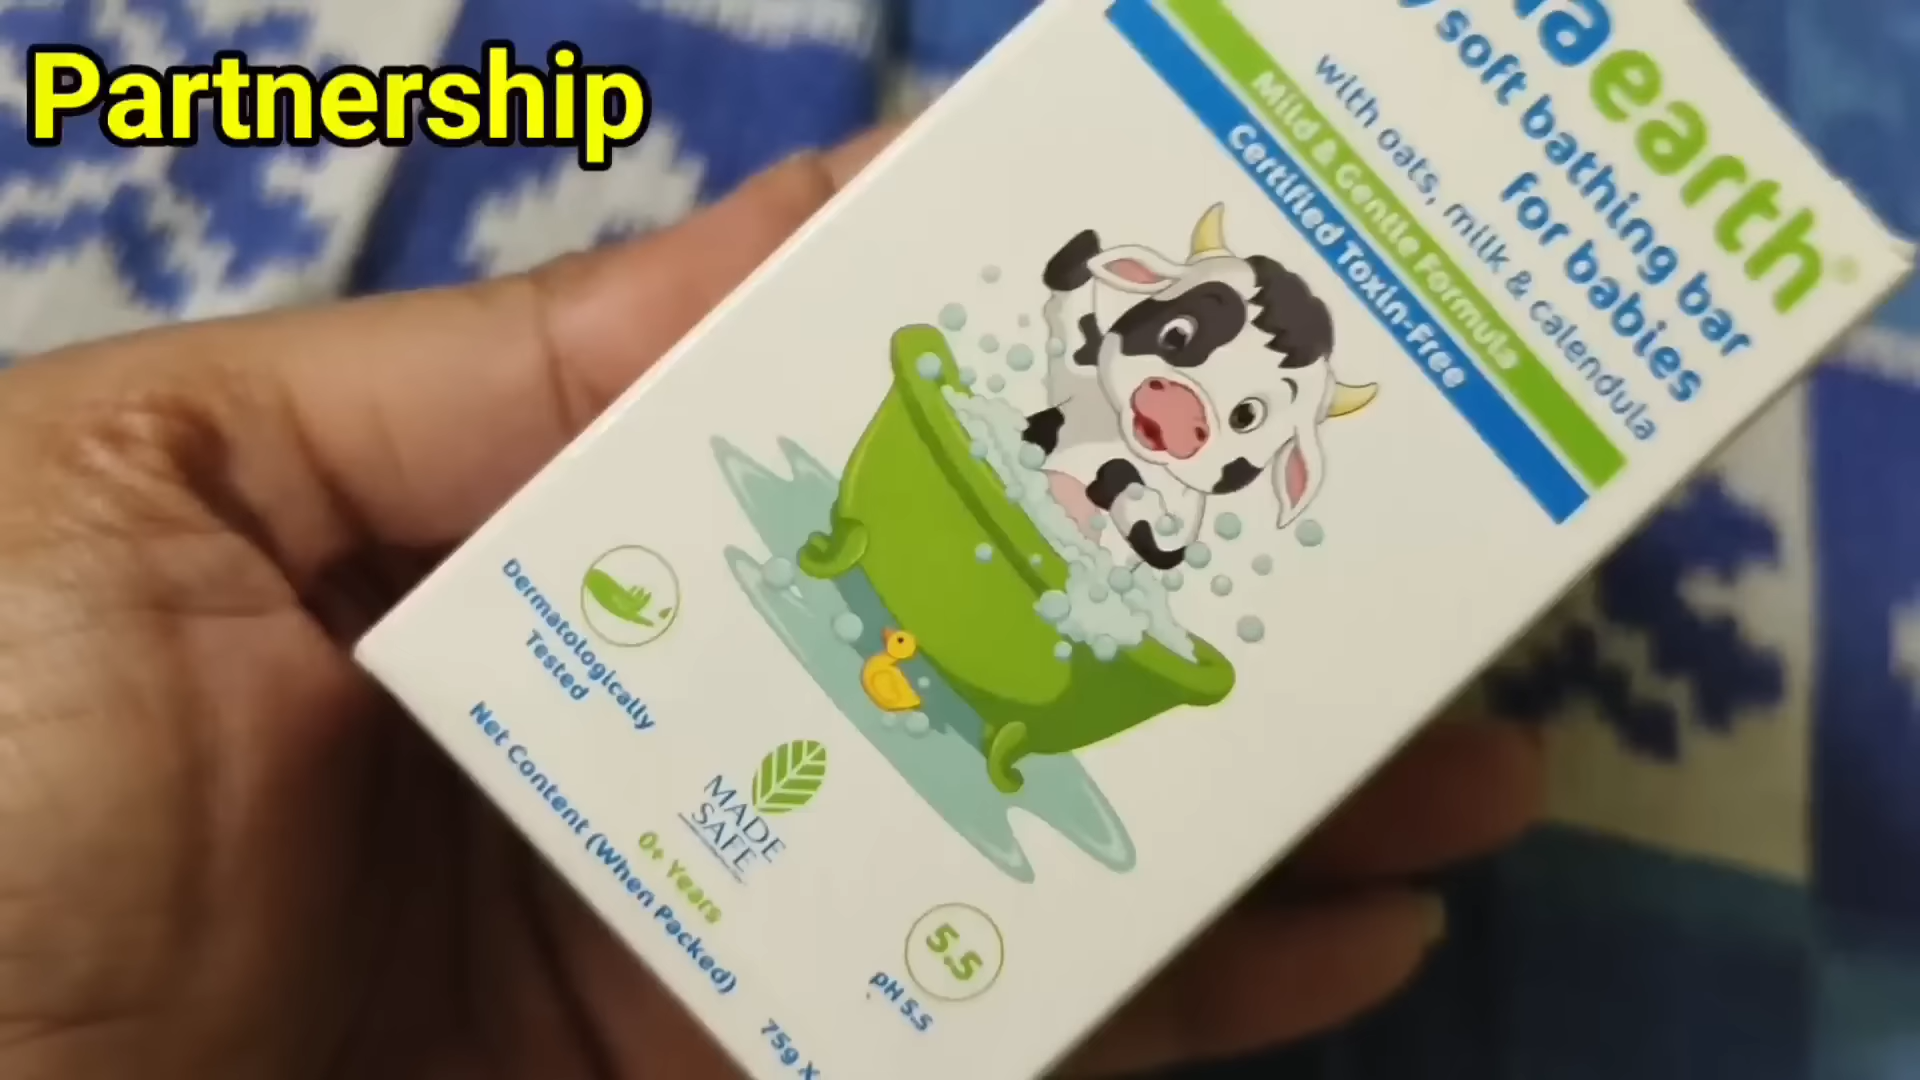 Partnership
earth
soft bathing bar
for babies
with oats, milk & calendula
Mild & Gentle Formula
Certified Toxin-Free
Dermatologically
Tested
MADE
SAFE
0+ Years
Net Content (When Packed)
75g X
5.5
pH 5.5